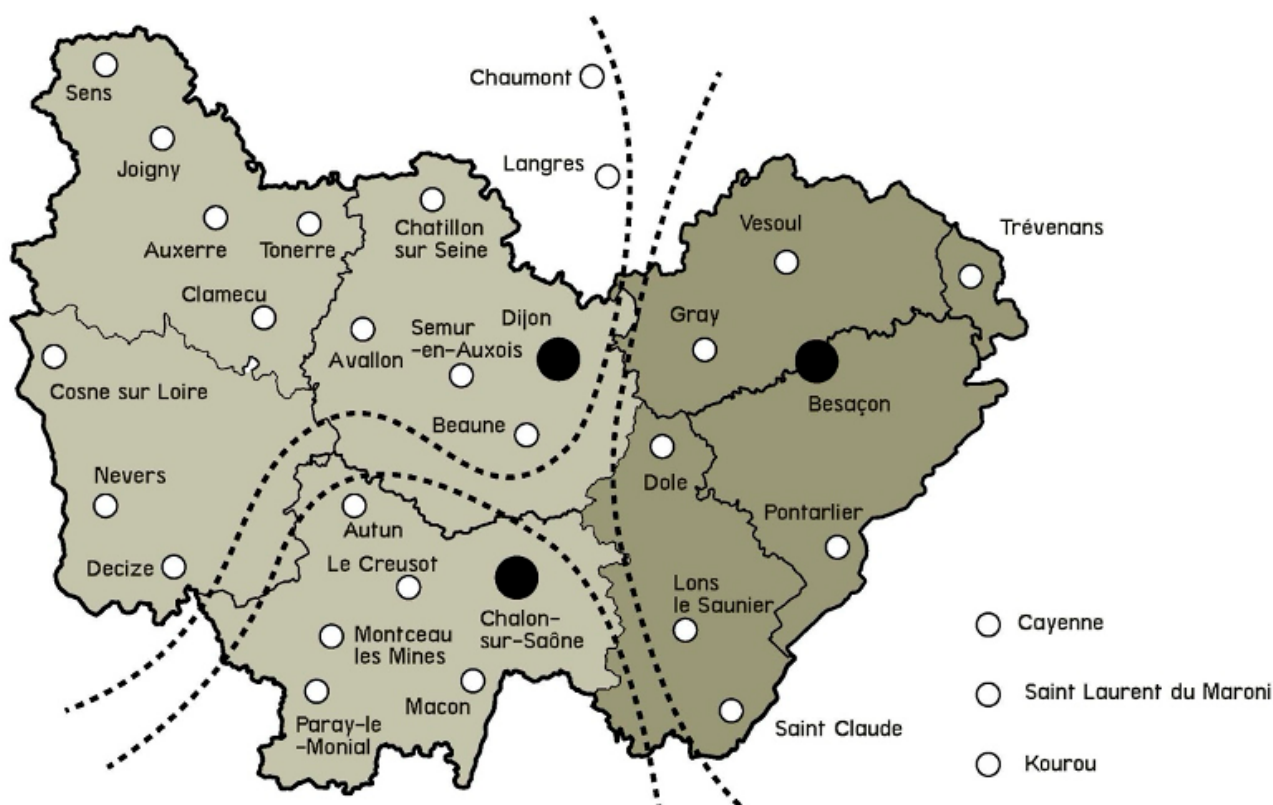 Chaumont
Sens
Joigny
Langres
Auxerre
Tonerre
Chatillon
sur Seine
Vesoul
Trévenans
Clamecu
Semur
-en-Auxois
Dijon
Gray
Avallon
Cosne sur Loire
Beaune
Besaçon
Nevers
Dole
Autun
Pontarlier
Decize
Le Creusot
Lons
le Saunier
Chalon-
sur-Saône
Montceau
les Mines
Macon
Paray-le
-Monial
Saint Claude
Cayenne
Saint Laurent du Maroni
Kourou